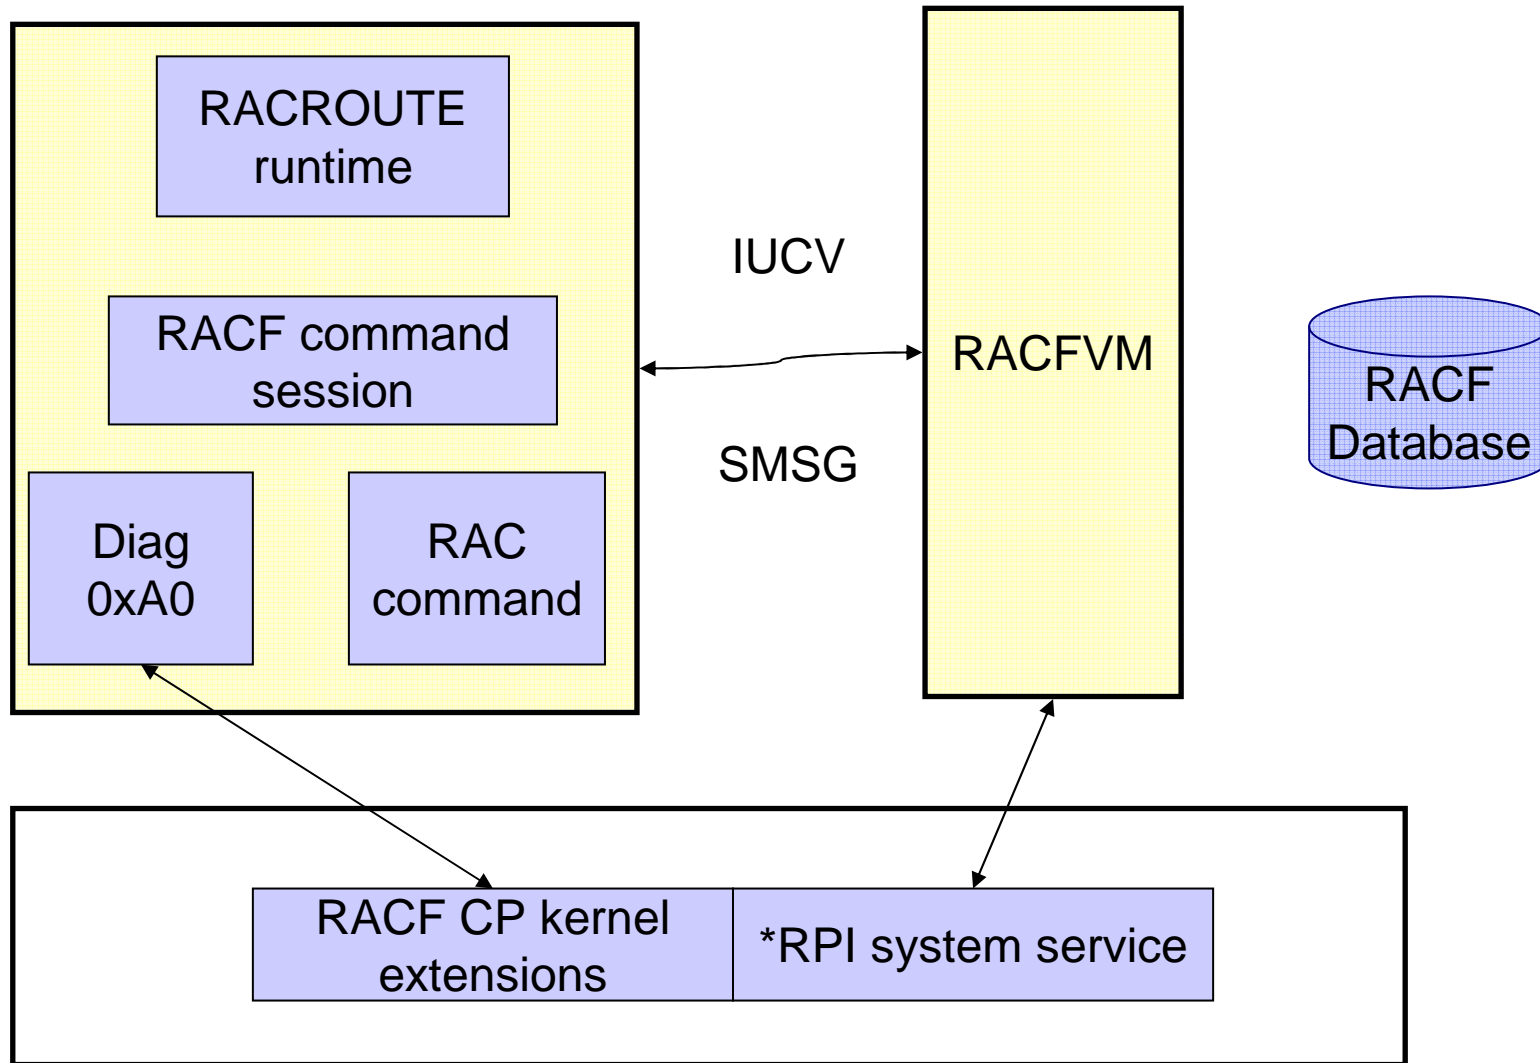 RACROUTE
runtime
IUCV
RACF command
session
RACFVM
RACF
Database
SMSG
Diag
0xA0
RAC
command
RACF CP kernel
extensions
*RPI system service